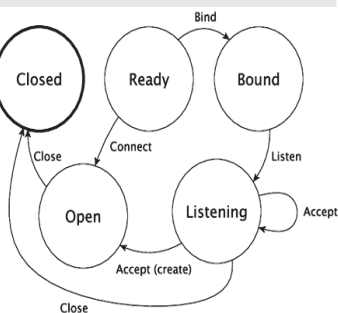 Bind
Closed
Ready
Bound
Connect
Close
Listen
Open
Listening
Accept
Accept (create)
Close